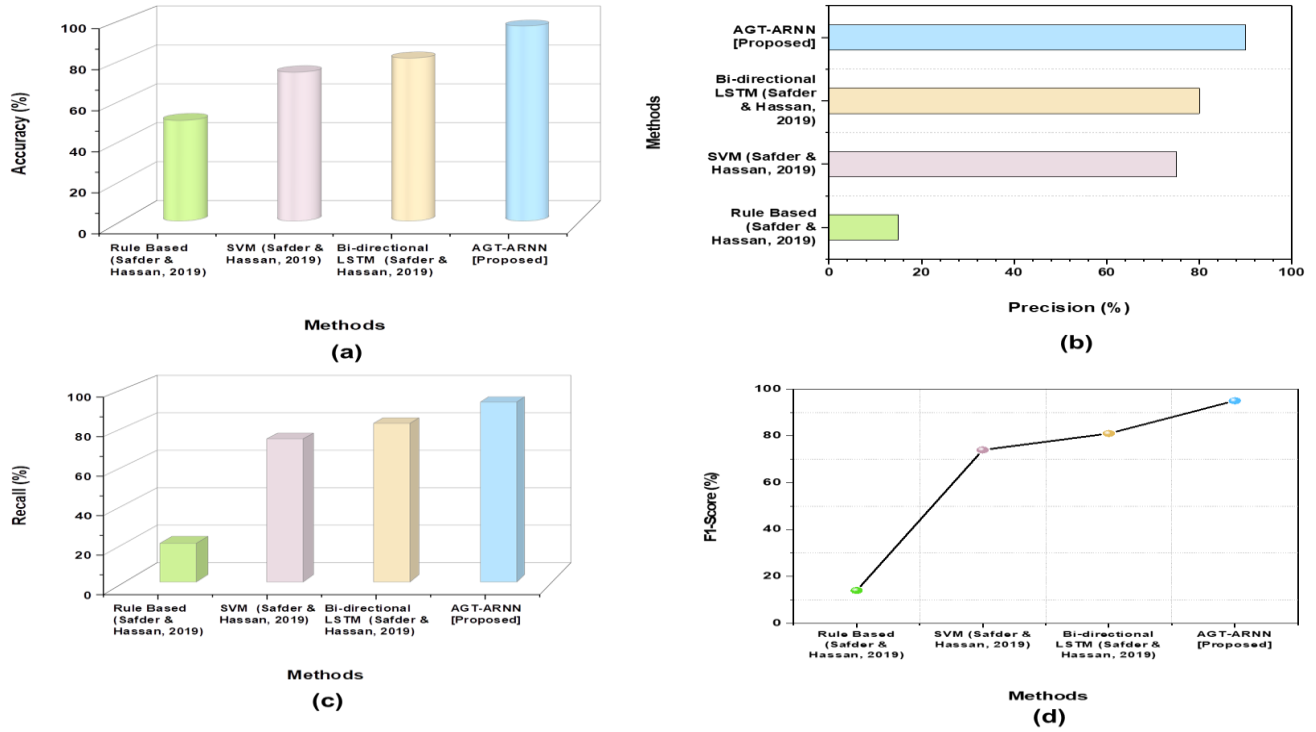 100
80
60
40
20
0
Accuracy (%)
Rule Based
(Safder &
Hassan, 2019)
SVM (Safder &
Hassan, 2019)
Bi-directional
LSTM (Safder &
Hassan, 2019)
AGT-ARNN
[Proposed]
Methods
(a)
Methods
AGT-ARNN
[Proposed]
Bi-directional
LSTM (Safder
& Hassan,
2019)
SVM (Safder &
Hassan, 2019)
Rule Based
(Safder &
Hassan, 2019)
0
20
40
60
80
100
Precision (%)
(b)
100
80
60
40
20
0
Recall (%)
Rule Based
(Safder &
Hassan, 2019)
SVM (Safder &
Hassan, 2019)
Bi-directional
LSTM (Safder &
Hassan, 2019)
AGT-ARNN
[Proposed]
Methods
(c)
100
80
60
40
20
0
F1-Score (%)
Rule Based
(Safder &
Hassan, 2019)
SVM (Safder &
Hassan, 2019)
Bi-directional
LSTM (Safder &
Hassan, 2019)
AGT-ARNN
[Proposed]
Methods
(d)